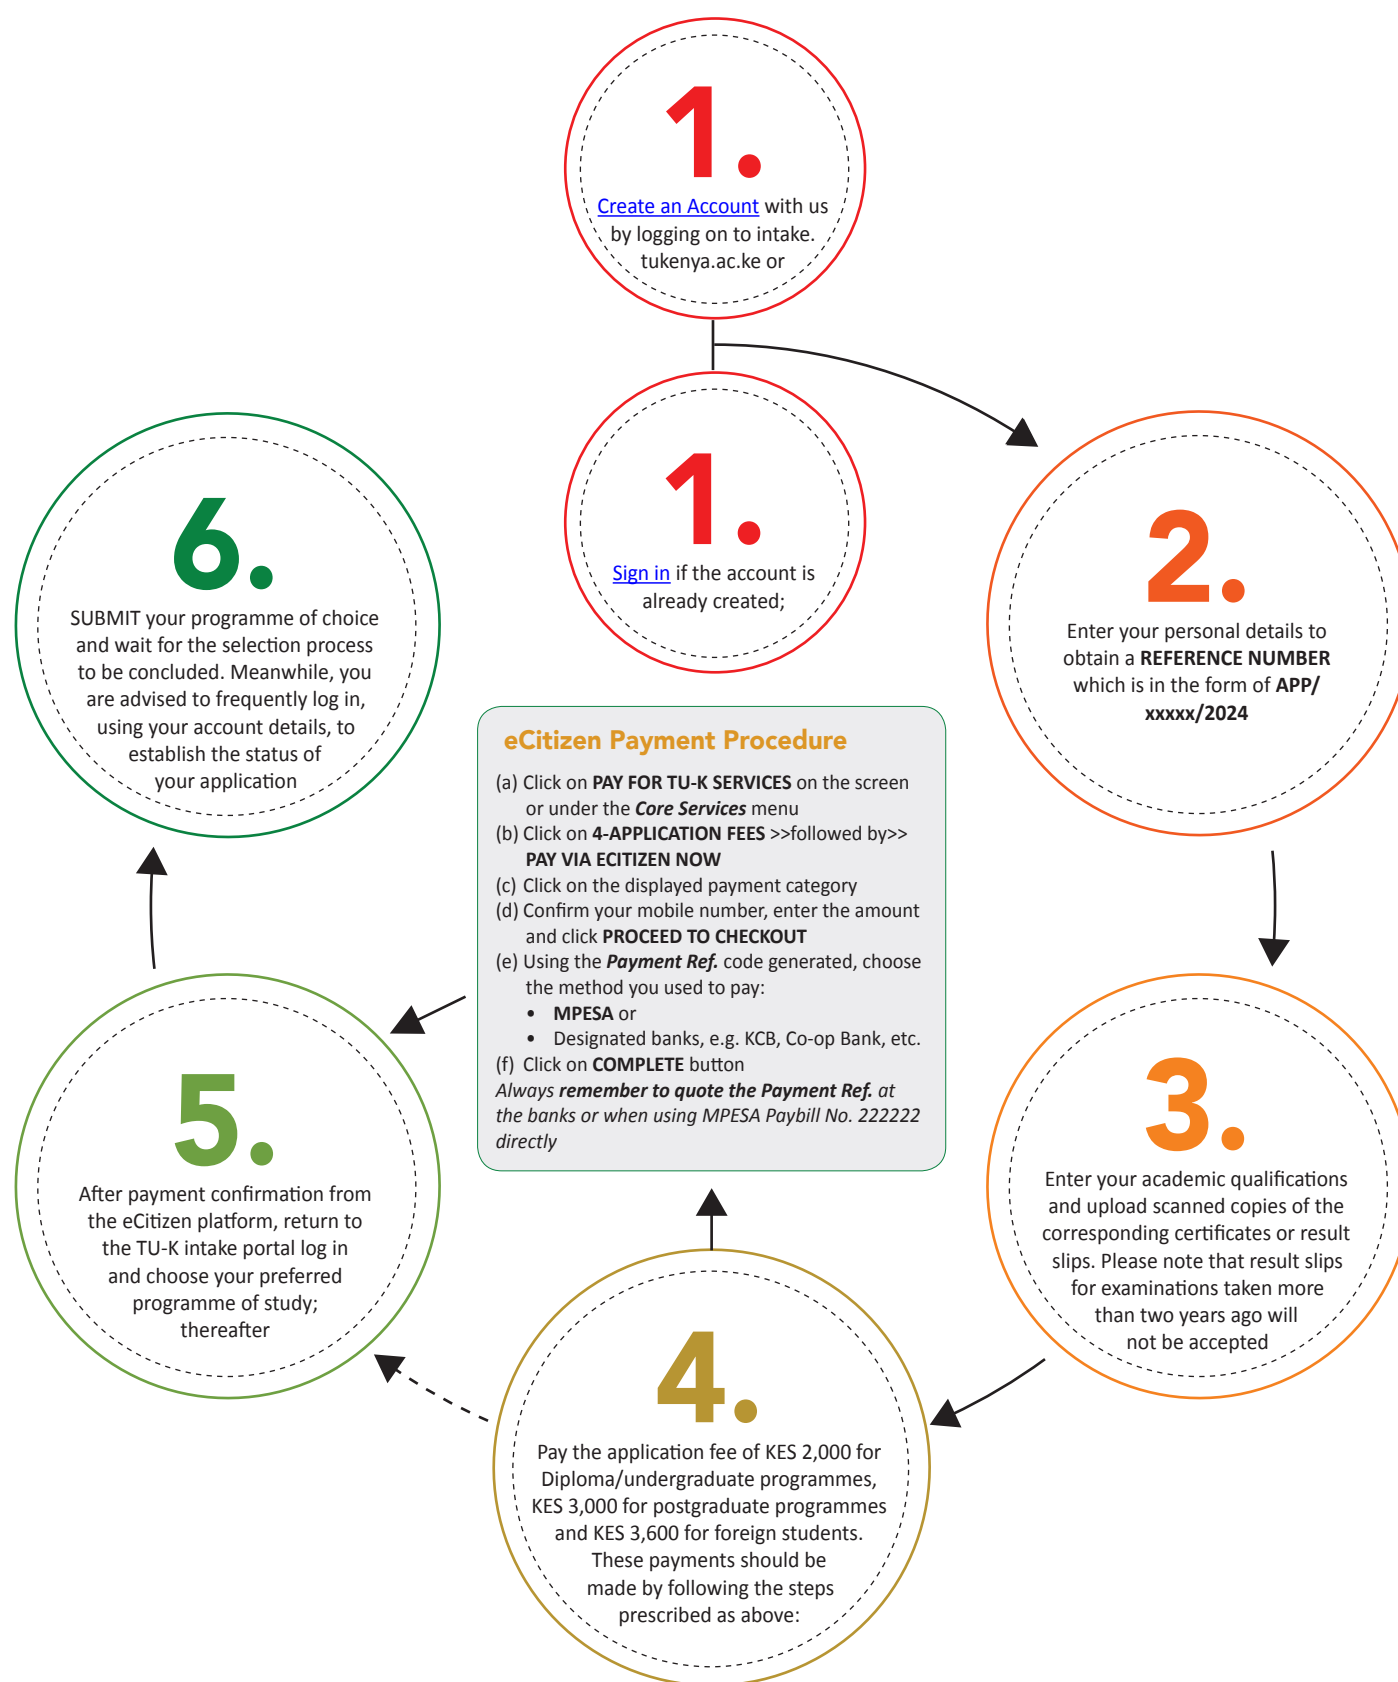 1.
Create an Account with us
by logging on to intake.
tukenya.ac.ke or
1.
Sign in if the account is
already created;
2.
Enter your personal details to
obtain a REFERENCE NUMBER
which is in the form of APP/
xxxxx/2024
3.
Enter your academic qualifications
and upload scanned copies of the
corresponding certificates or result
slips. Please note that result slips
for examinations taken more
than two years ago will
not be accepted
4.
Pay the application fee of KES 2,000 for
Diploma/undergraduate programmes,
KES 3,000 for postgraduate programmes
and KES 3,600 for foreign students.
These payments should be
made by following the steps
prescribed as above:
eCitizen Payment Procedure
(a) Click on PAY FOR TU-K SERVICES on the screen
or under the Core Services menu
(b) Click on 4-APPLICATION FEES >>followed by>>
PAY VIA ECITIZEN NOW
(c) Click on the displayed payment category
(d) Confirm your mobile number, enter the amount
and click PROCEED TO CHECKOUT
(e) Using the Payment Ref. code generated, choose
the method you used to pay:
• MPESA or
• Designated banks, e.g. KCB, Co-op Bank, etc.
(f) Click on COMPLETE button
Always remember to quote the Payment Ref. at
the banks or when using MPESA Paybill No. 222222
directly
5.
After payment confirmation from
the eCitizen platform, return to
the TU-K intake portal log in
and choose your preferred
programme of study;
thereafter
6.
SUBMIT your programme of choice
and wait for the selection process
to be concluded. Meanwhile, you
are advised to frequently log in,
using your account details, to
establish the status of
your application